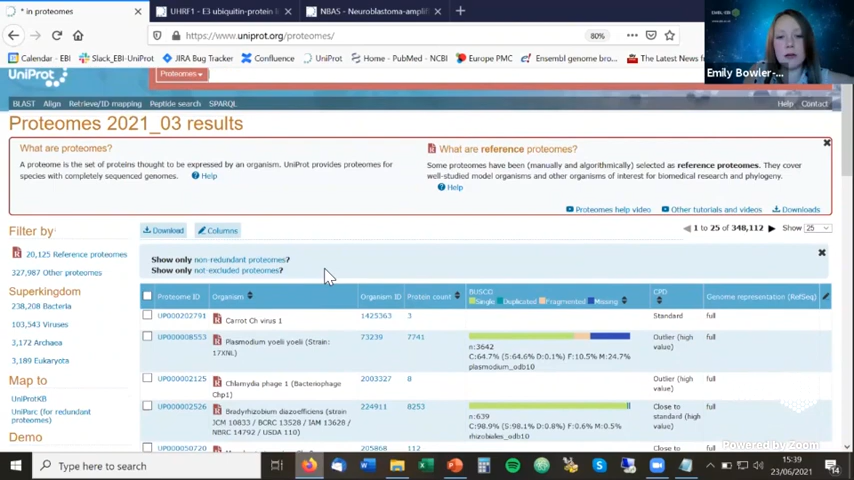 * in proteomes
UHRF1 - E3 ubiquitin-protein l
NBAS - Neuroblastoma-amplif
https://www.uniprot.org/proteomes/
80%
Calendar - EBI
Slack_EBI-UniProt
JIRA Bug Tracker
Confluence
UniProt
Home - PubMed - NCBI
Europe PMC
Ensembl genome bro...
The Latest News f
EMBL-EBI
Emily Bowler-...
UniProt
Proteomes
BLAST Align Retrieve/ID mapping Peptide search SPARQL
Help Contact
Proteomes 2021_03 results
What are proteomes?
A proteome is the set of proteins thought to be expressed by an organism. UniProt provides proteomes for
species with completely sequenced genomes.
Help
What are reference proteomes?
Some proteomes have been (manually and algorithmically) selected as reference proteomes. They cover
well-studied model organisms and other organisms of interest for biomedical research and phylogeny.
Help
Proteomes help video
Other tutorials and videos
Downloads
Filter by
20,125 Reference proteomes
327,987 Other proteomes
Superkingdom
238,208 Bacteria
103,543 Viruses
3,172 Archaea
3,189 Eukaryota
Map to
UniProtKB
UniParc (for redundant
proteomes)
Demo
Download
Columns
1 to 25 of 348,112
Show 25
Show only non-redundant proteomes?
Show only not-excluded proteomes?
Proteome ID Organism Organism ID Protein count BUSCO CPD Genome representation (RefSeq)
Single Duplicated Fragmented Missing
UP000202791 Carrot Ch virus 1 1425363 3 Standard full
UP000008553 Plasmodium yoelii yoelii (Strain:
17XNL)
73239 7741
n:3642
C:64.7% (S:64.6% D:0.1%) F:10.5% M:24.7%
plasmodium_odb10
Outlier (high
value)
full
UP000002125 Chlamydia phage 1 (Bacteriophage
Chp1)
2003327 8
Outlier (high
value)
full
UP000002526 Bradyrhizobium diazoefficiens (strain
JCM 10833 / BCRC 13528 / IAM 13628 /
NBRC 14792 / USDA 110)
224911 8253
n:639
C:98.9% (S:98.1% D:0.8%) F:0.6% M:0.5%
rhizobiales_odb10
Close to
standard (high
value)
full
UP000050720
205868 112
Powered by Zoom
Type here to search
15:39
23/06/2021
14